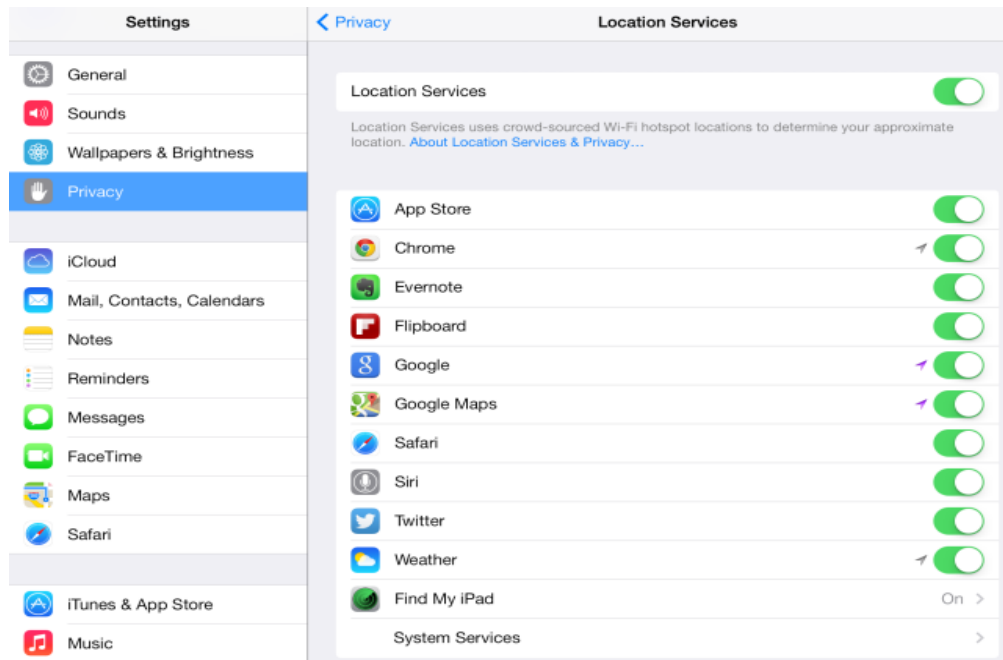 Settings
General
Sounds
Wallpapers & Brightness
Privacy
iCloud
Mail, Contacts, Calendars
Notes
Reminders
Messages
FaceTime
Maps
Safari
iTunes & App Store
Music
Privacy
Location Services
Location Services
Location Services uses crowd-sourced Wi-Fi hotspot locations to determine your approximate
location. About Location Services & Privacy...
App Store
Chrome
Evernote
Flipboard
Google
Google Maps
Safari
Siri
Twitter
Weather
Find My iPad On
System Services